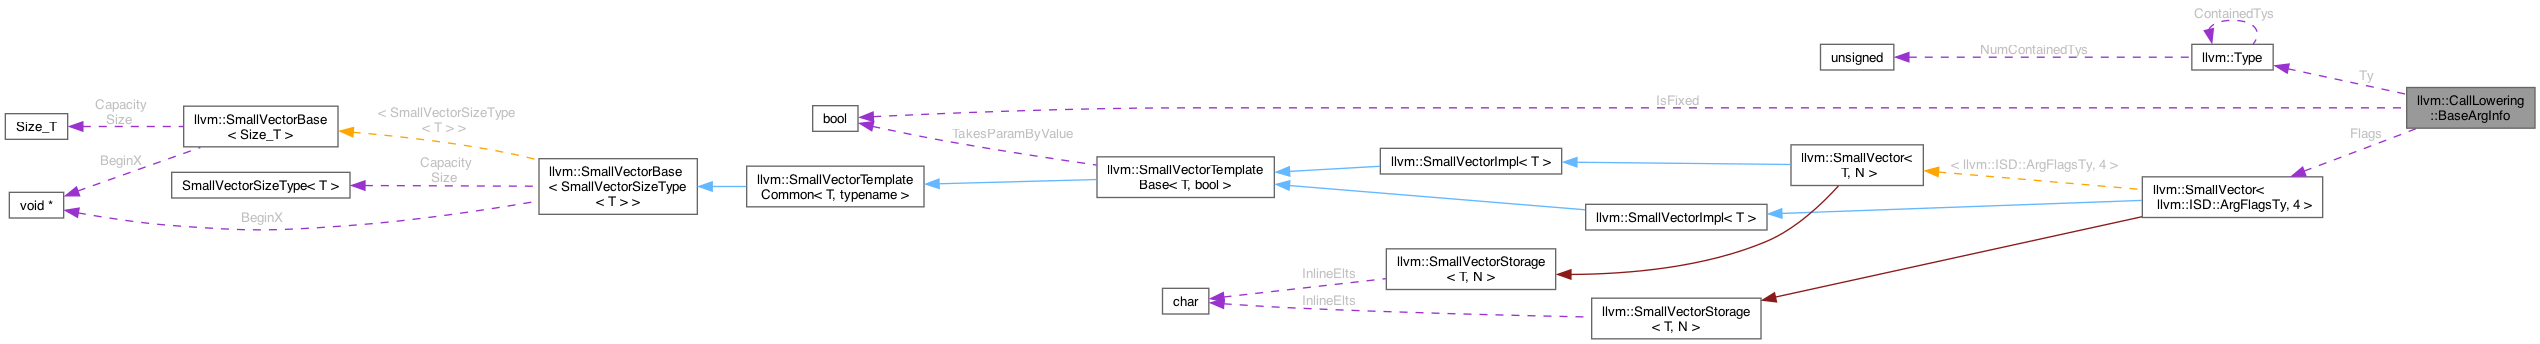 ContainedTys
unsigned
NumContainedTys
llvm::Type
Ty
llvm::CallLowering
::BaseArgInfo
IsFixed
Flags
bool
TakesParamByValue
Capacity
Size
Size_T
llvm::SmallVectorBase
< Size_T >
< SmallVectorSizeType
< T > >
BeginX
void *
SmallVectorSizeType< T >
Capacity
Size
BeginX
llvm::SmallVectorBase
< SmallVectorSizeType
< T > >
llvm::SmallVectorTemplate
Common< T, typename >
llvm::SmallVectorTemplate
Base< T, bool >
llvm::SmallVectorImpl< T >
llvm::SmallVector<
T, N >
< llvm::ISD::ArgFlagsTy, 4 >
llvm::SmallVector<
llvm::ISD::ArgFlagsTy, 4 >
llvm::SmallVectorImpl< T >
llvm::SmallVectorStorage
< T, N >
InlineElts
char
InlineElts
llvm::SmallVectorStorage
< T, N >